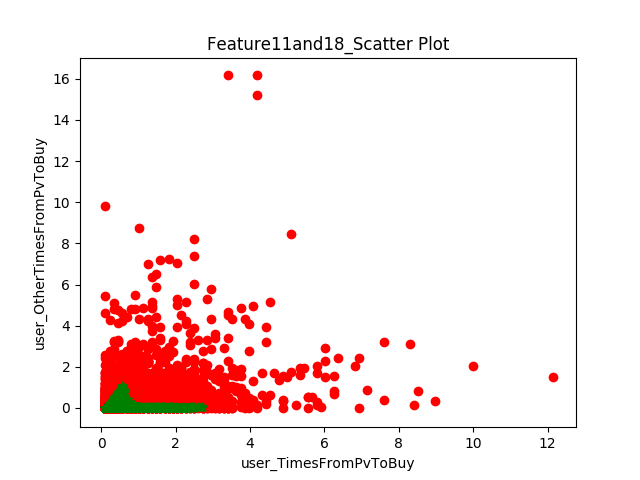 Feature11and18_Scatter Plot
user_OtherTimesFromPvToBuy
16
14
12
10
8
6
4
2
0
0 2 4 6 8 10 12
user_TimesFromPvToBuy